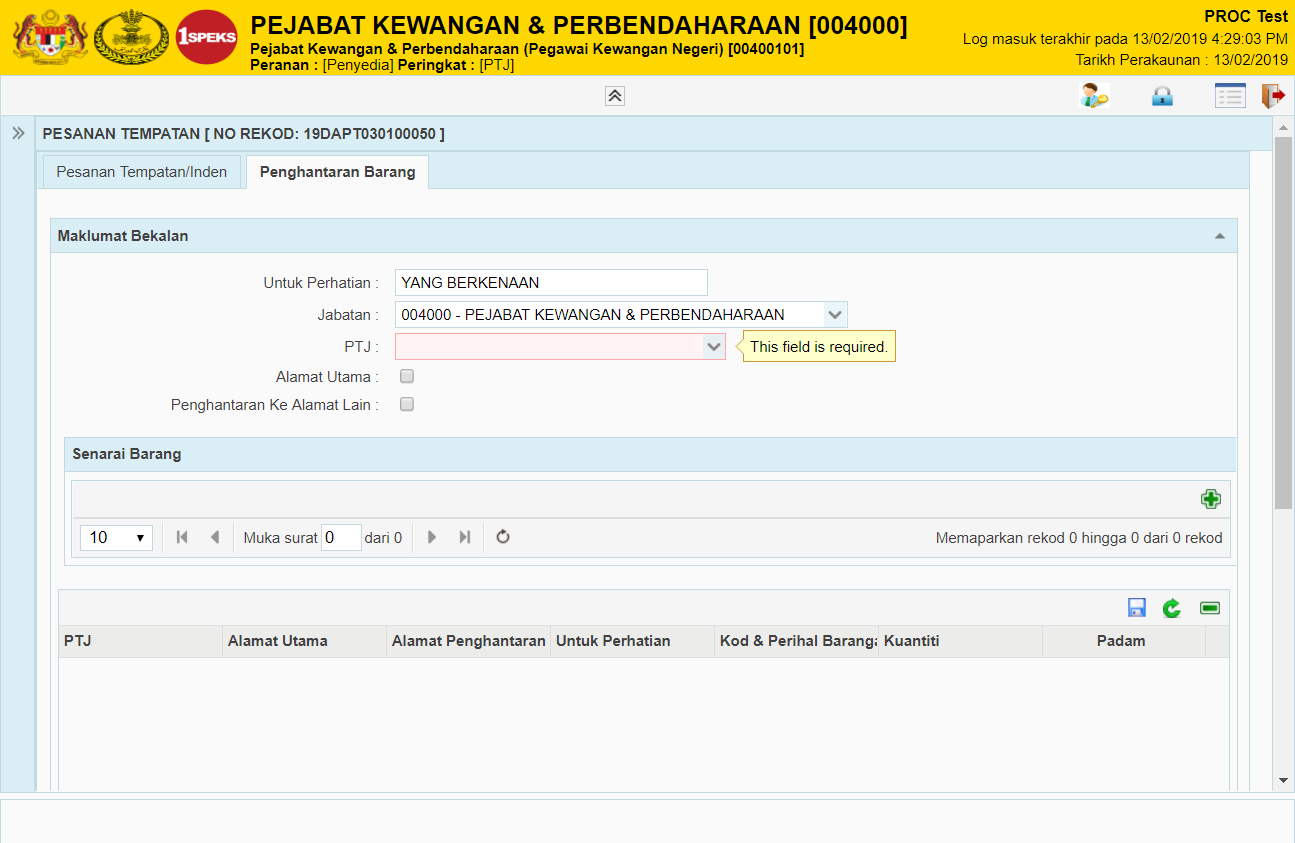 1SPEKS
PEJABAT KEWANGAN & PERBENDAHARAAN [004000]
Pejabat Kewangan & Perbendaharaan (Pegawai Kewangan Negeri) [00400101]
Peranan : [Penyedia] Peringkat : [PTJ]
PROC Test
Log masuk terakhir pada 13/02/2019 4:29:03 PM
Tarikh Perakaunan : 13/02/2019
PESANAN TEMPATAN [ NO REKOD: 19DAPT030100050 ]
Pesanan Tempatan/Inden Penghantaran Barang
Maklumat Bekalan
Untuk Perhatian : YANG BERKENAAN
Jabatan : 004000 - PEJABAT KEWANGAN & PERBENDAHARAAN
PTJ : This field is required.
Alamat Utama :
Penghantaran Ke Alamat Lain :
Senarai Barang
10 Muka surat 0 dari 0 Memaparkan rekod 0 hingga 0 dari 0 rekod
PTJ Alamat Utama Alamat Penghantaran Untuk Perhatian Kod & Perihal Baranga Kuantiti Padam